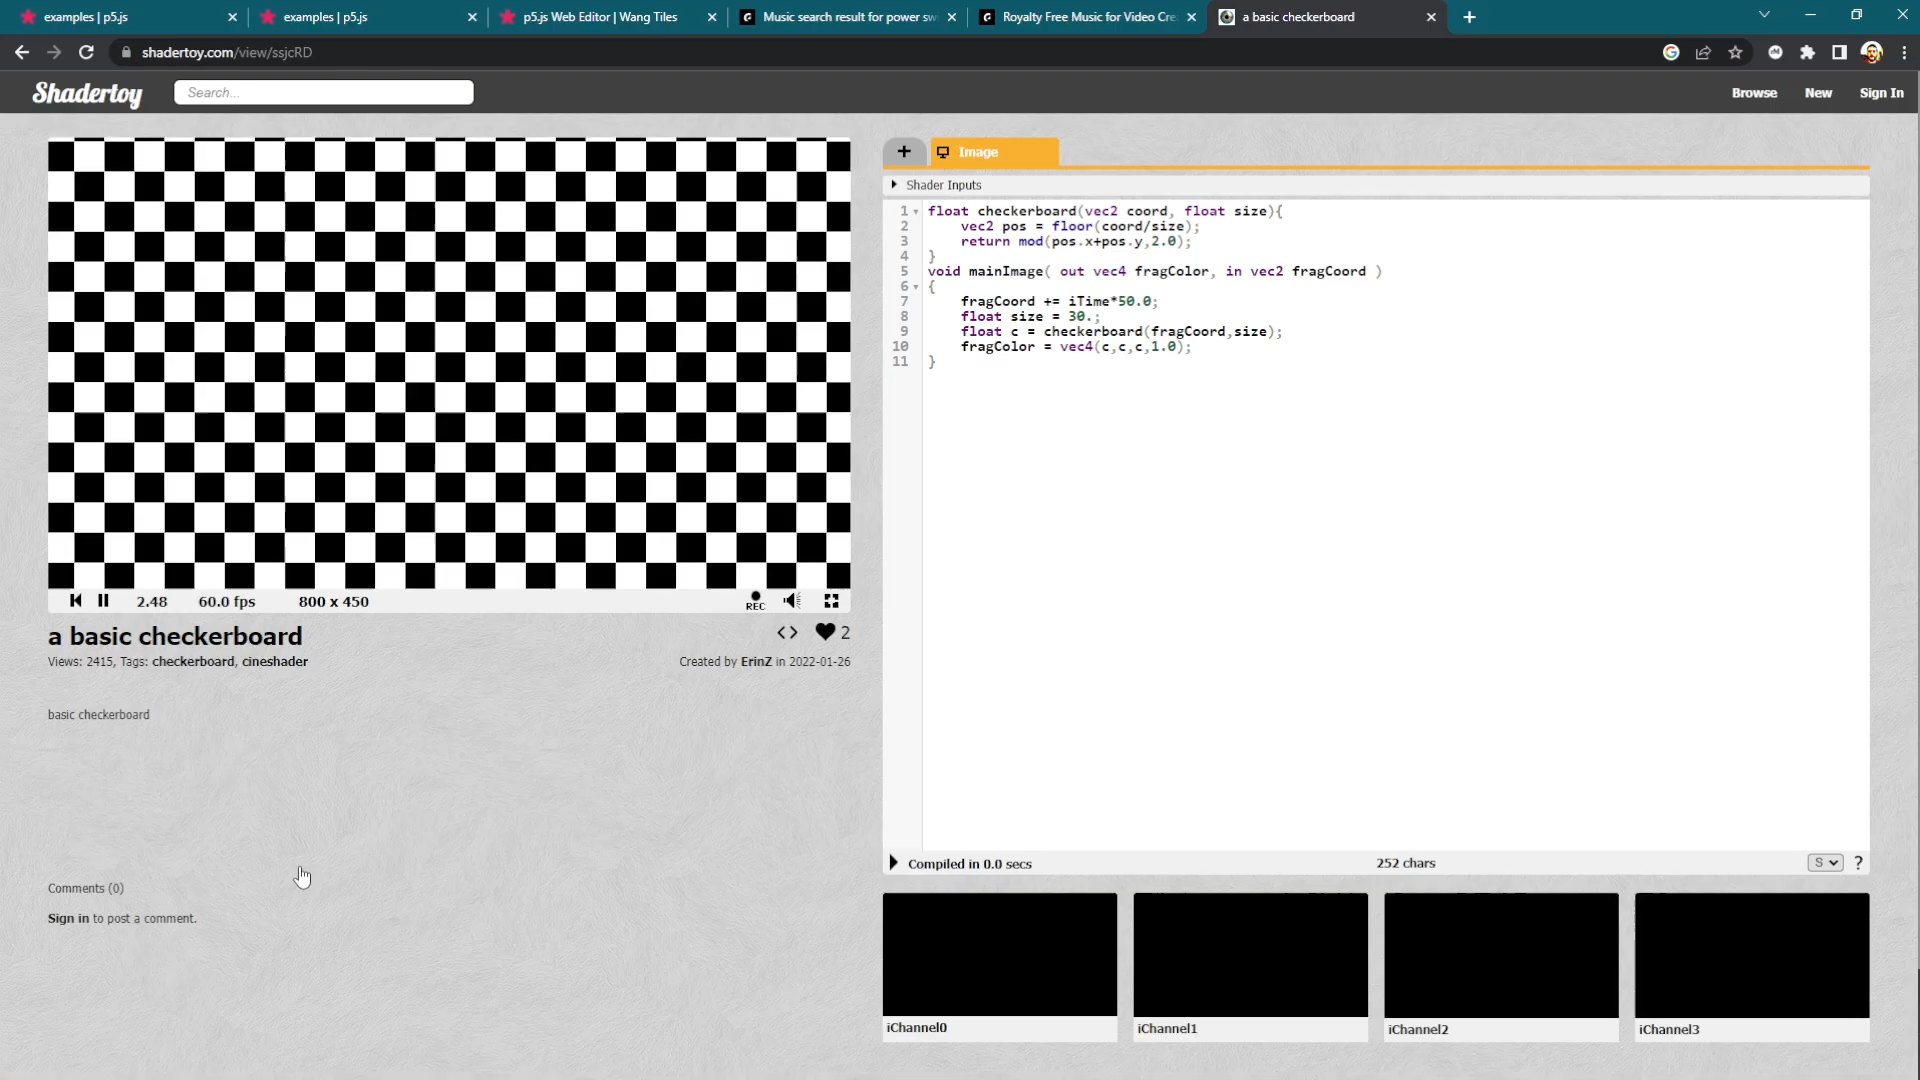 examples | p5.js
examples | p5.js
p5.js Web Editor | Wang Tiles
Music search result for power sw
Royalty Free Music for Video Cre
a basic checkerboard
shadertoy.com/view/ssjcRD
Shadertoy
Search...
Browse
New
Sign In
+
Image
Shader Inputs
1 float checkerboard(vec2 coord, float size){
2 vec2 pos = floor(coord/size);
3 return mod(pos.x+pos.y,2.0);
4 }
5 void mainImage( out vec4 fragColor, in vec2 fragCoord )
6 {
7 fragCoord += iTime*50.0;
8 float size = 30.;
9 float c = checkerboard(fragCoord,size);
10 fragColor = vec4(c,c,c,1.0);
11 }
2.48
60.0 fps
800 x 450
REC
a basic checkerboard
<> 2
Views: 2415, Tags: checkerboard, cineshader
Created by ErinZ in 2022-01-26
basic checkerboard
Comments (0)
Sign in to post a comment.
Compiled in 0.0 secs
252 chars
S
?
iChannel0
iChannel1
iChannel2
iChannel3